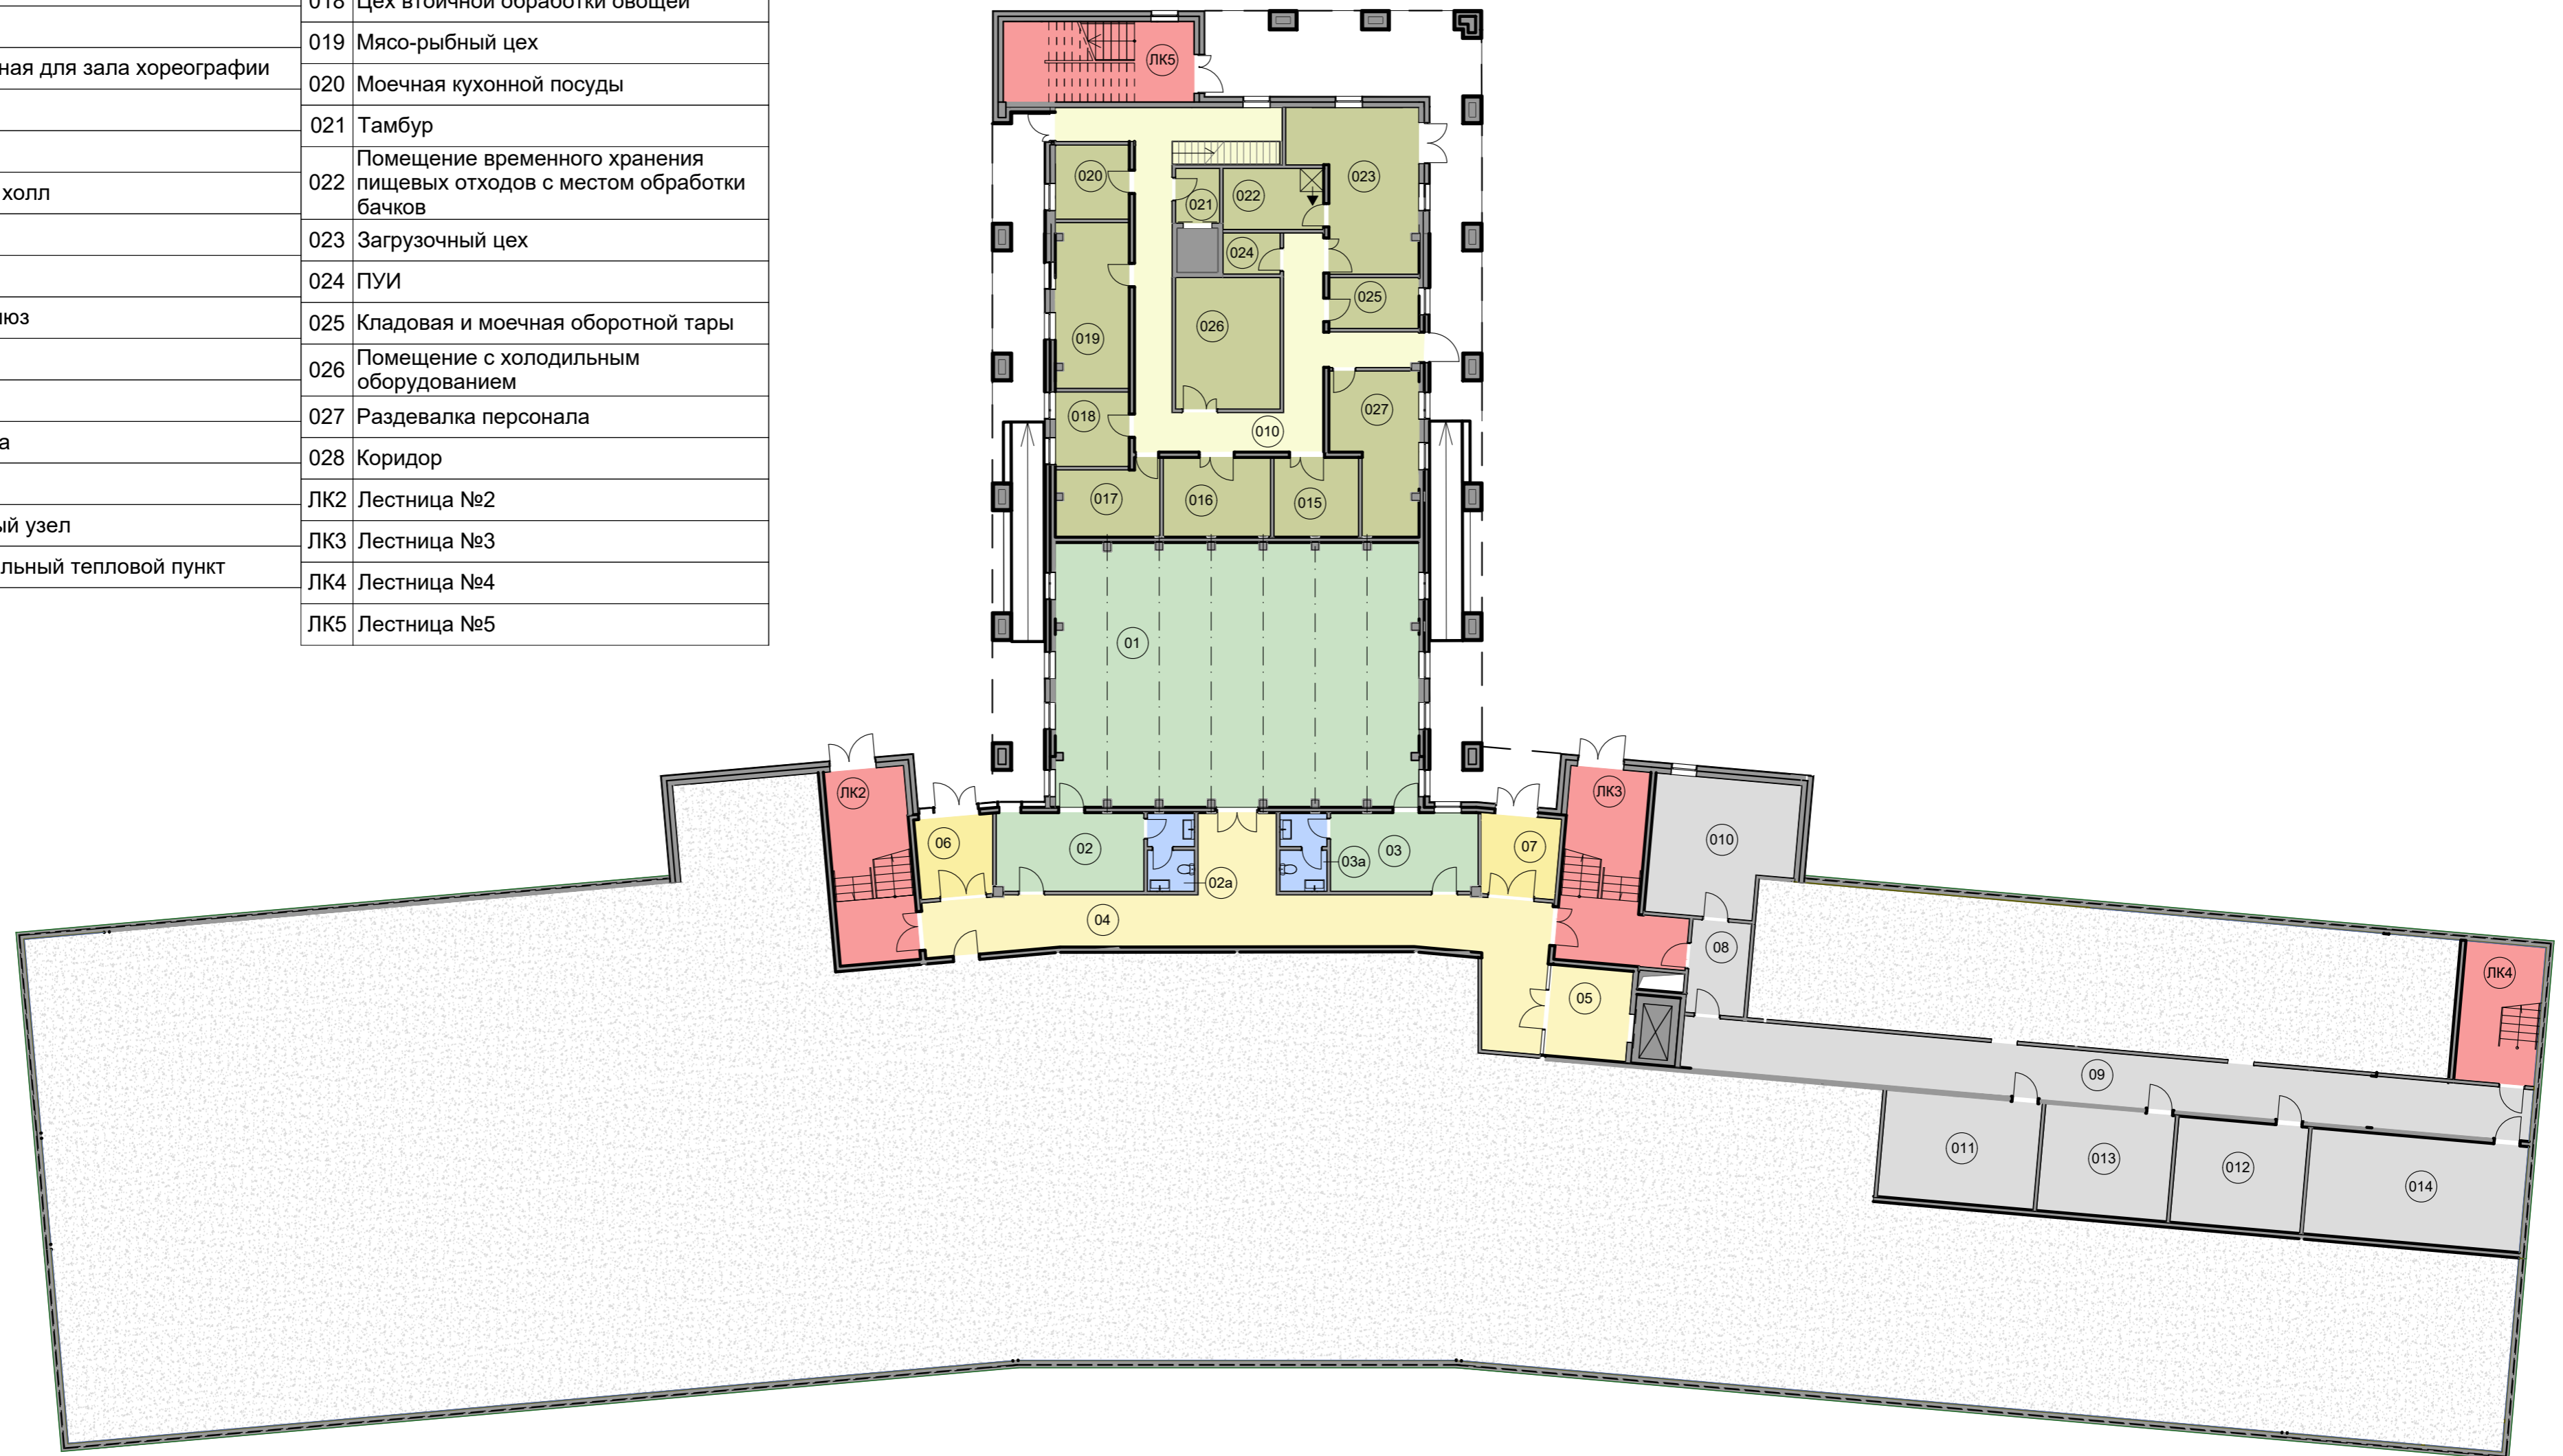 ная для зала хореографии
холл
юз
а
ый узел
льный тепловой пункт
018 Цех втоичной обработки овощей
019 Мясо-рыбный цех
020 Моечная кухонной посуды
021 Тамбур
022 Помещение временного хранения
пищевых отходов с местом обработки
бачков
023 Загрузочный цех
024 ПУИ
025 Кладовая и моечная оборотной тары
026 Помещение с холодильным
оборудованием
027 Раздевалка персонала
028 Коридор
ЛК2 Лестница №2
ЛК3 Лестница №3
ЛК4 Лестница №4
ЛК5 Лестница №5
ЛК5
020
021
022
023
024
025
019
026
018
027
010
017
016
015
01
ЛК2
ЛК3
06
02
03
03а
07
010
02а
04
08
05
ЛК4
09
011
013
012
014